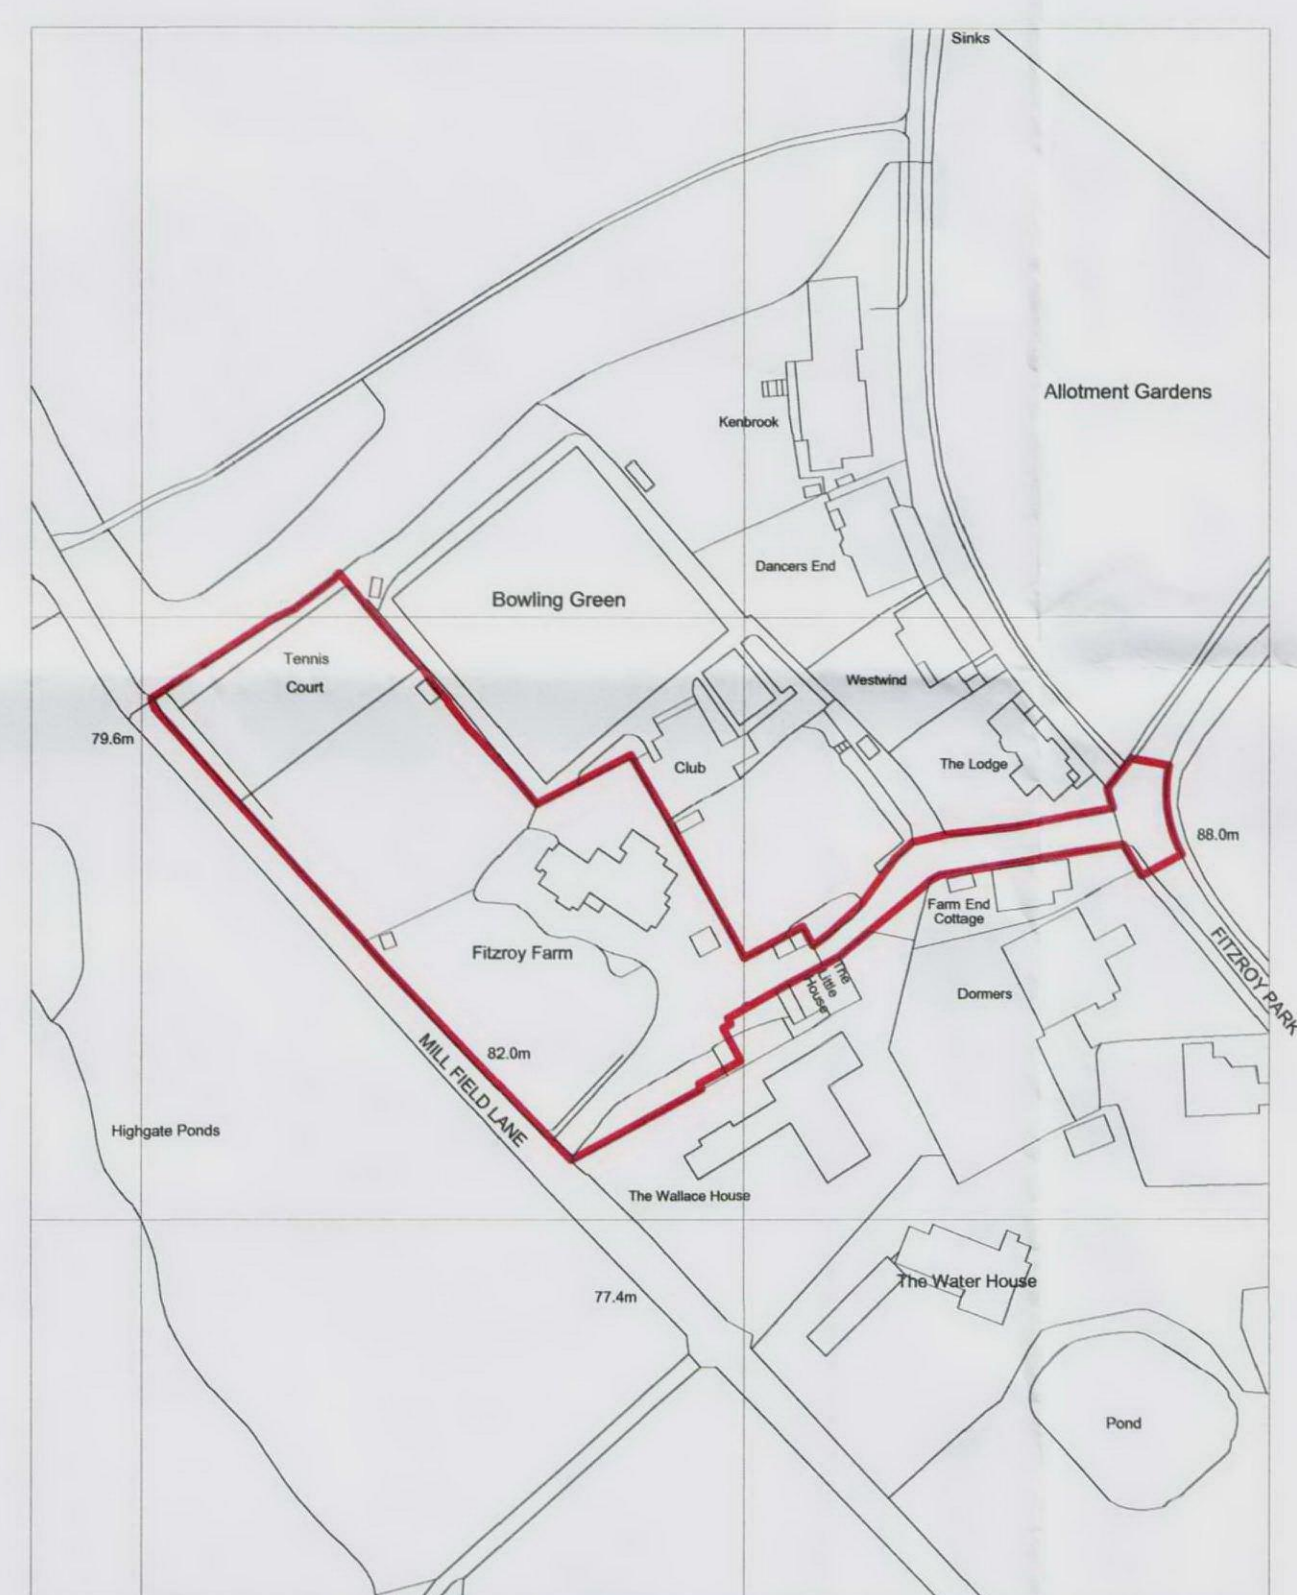 Sinks
Allotment Gardens
Kenbrook
Dancers End
Bowling Green
Tennis
Court
Westwind
79.6m
Club
The Lodge
88.0m
Farm End
Cottage
Fitzroy Farm
The
Little
House
Dormers
FITZROY PARK
82.0m
MILL FIELD LANE
Highgate Ponds
The Wallace House
The Water House
77.4m
Pond